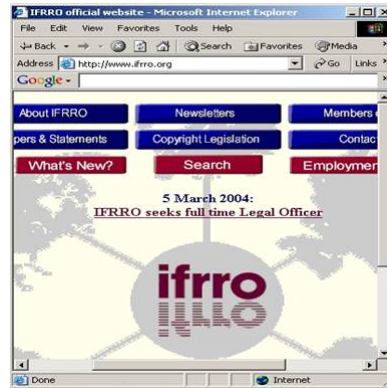 IFRRO official website - Microsoft Internet Explorer
File Edit View Favorites Tools Help
Back Search Favorites Media
Address http://www.ifrro.org Go Links
Google
About IFRRO Newsletters Members
pers & Statements Copyright Legislation Contac
What's New? Search Employmen
5 March 2004:
IFRRO seeks full time Legal Officer
ifrro
Done Internet